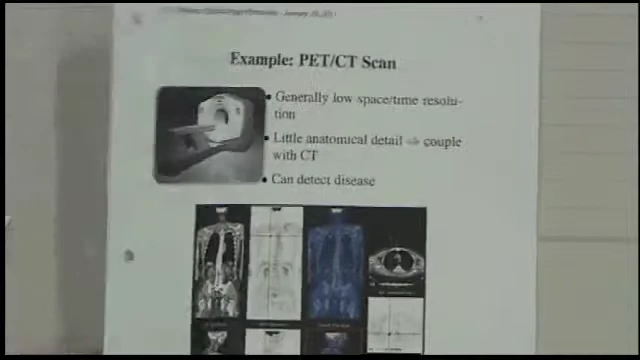 Example: PET/CT Scan
• Generally low space/time resolu-
tion
• Little anatomical detail ⇒ couple
with CT
• Can detect disease